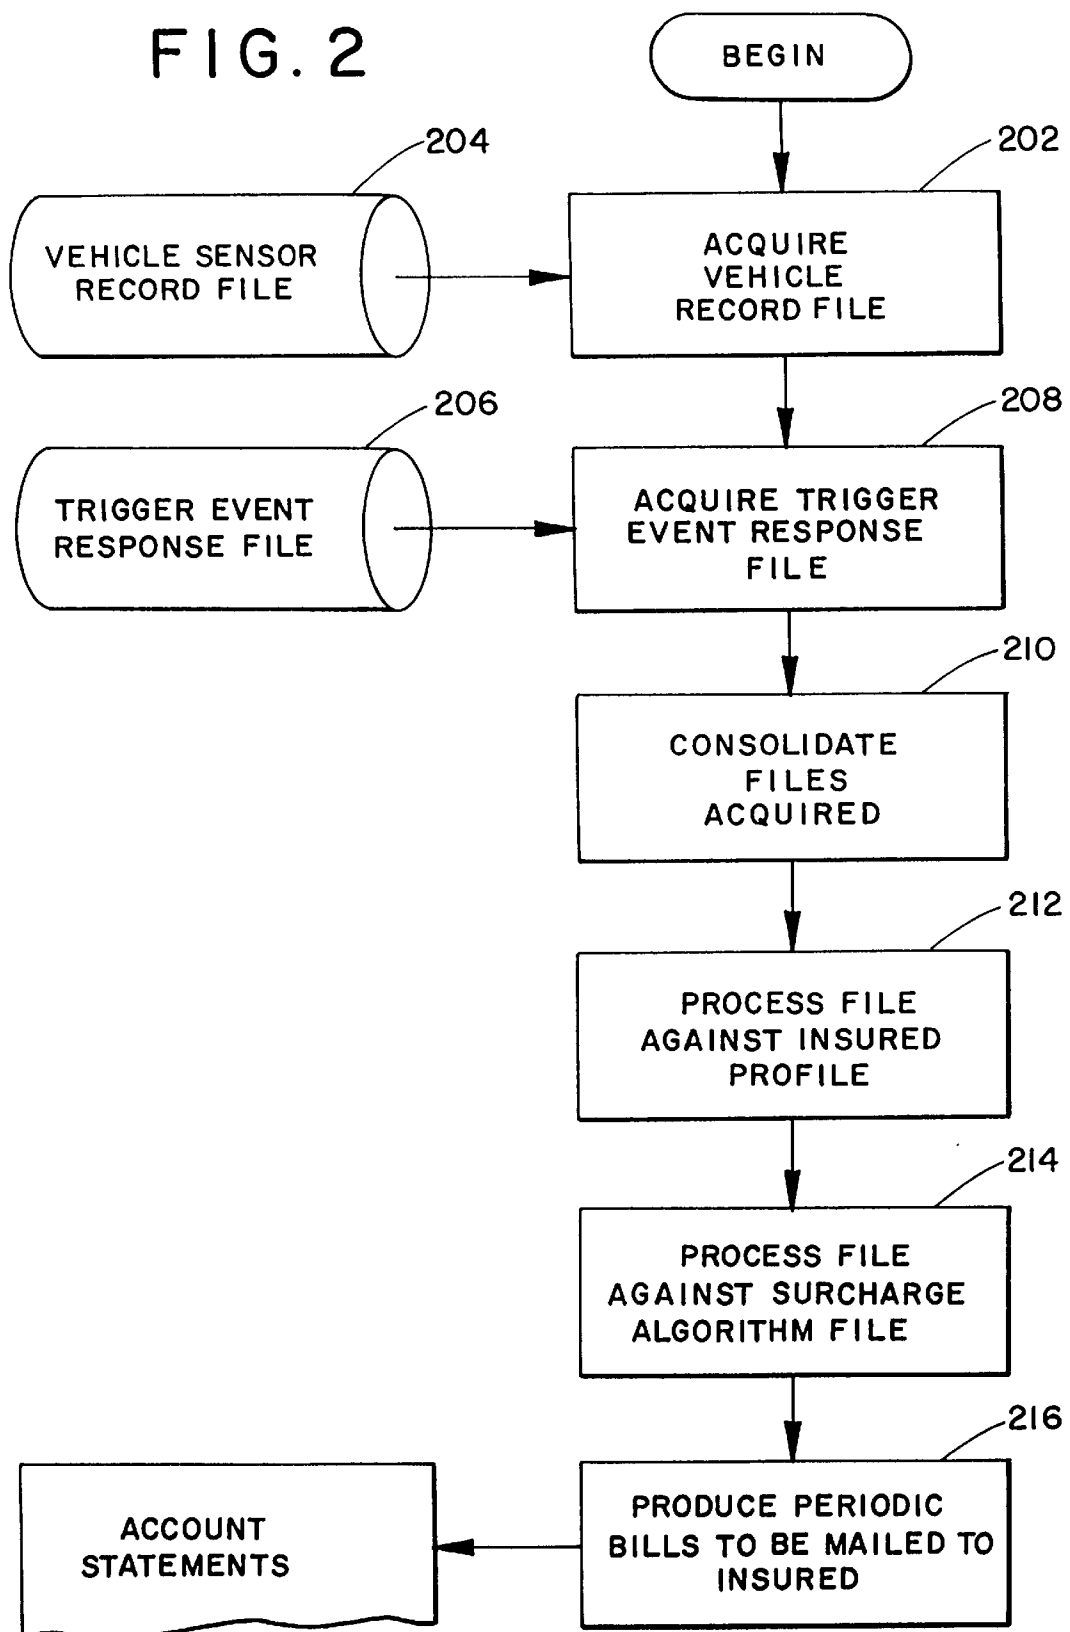 FIG. 2
BEGIN
204
202
VEHICLE SENSOR
RECORD FILE
ACQUIRE
VEHICLE
RECORD FILE
206
208
TRIGGER EVENT
RESPONSE FILE
ACQUIRE TRIGGER
EVENT RESPONSE
FILE
210
CONSOLIDATE
FILES
ACQUIRED
212
PROCESS FILE
AGAINST INSURED
PROFILE
214
PROCESS FILE
AGAINST SURCHARGE
ALGORITHM FILE
216
PRODUCE PERIODIC
BILLS TO BE MAILED TO
INSURED
ACCOUNT
STATEMENTS